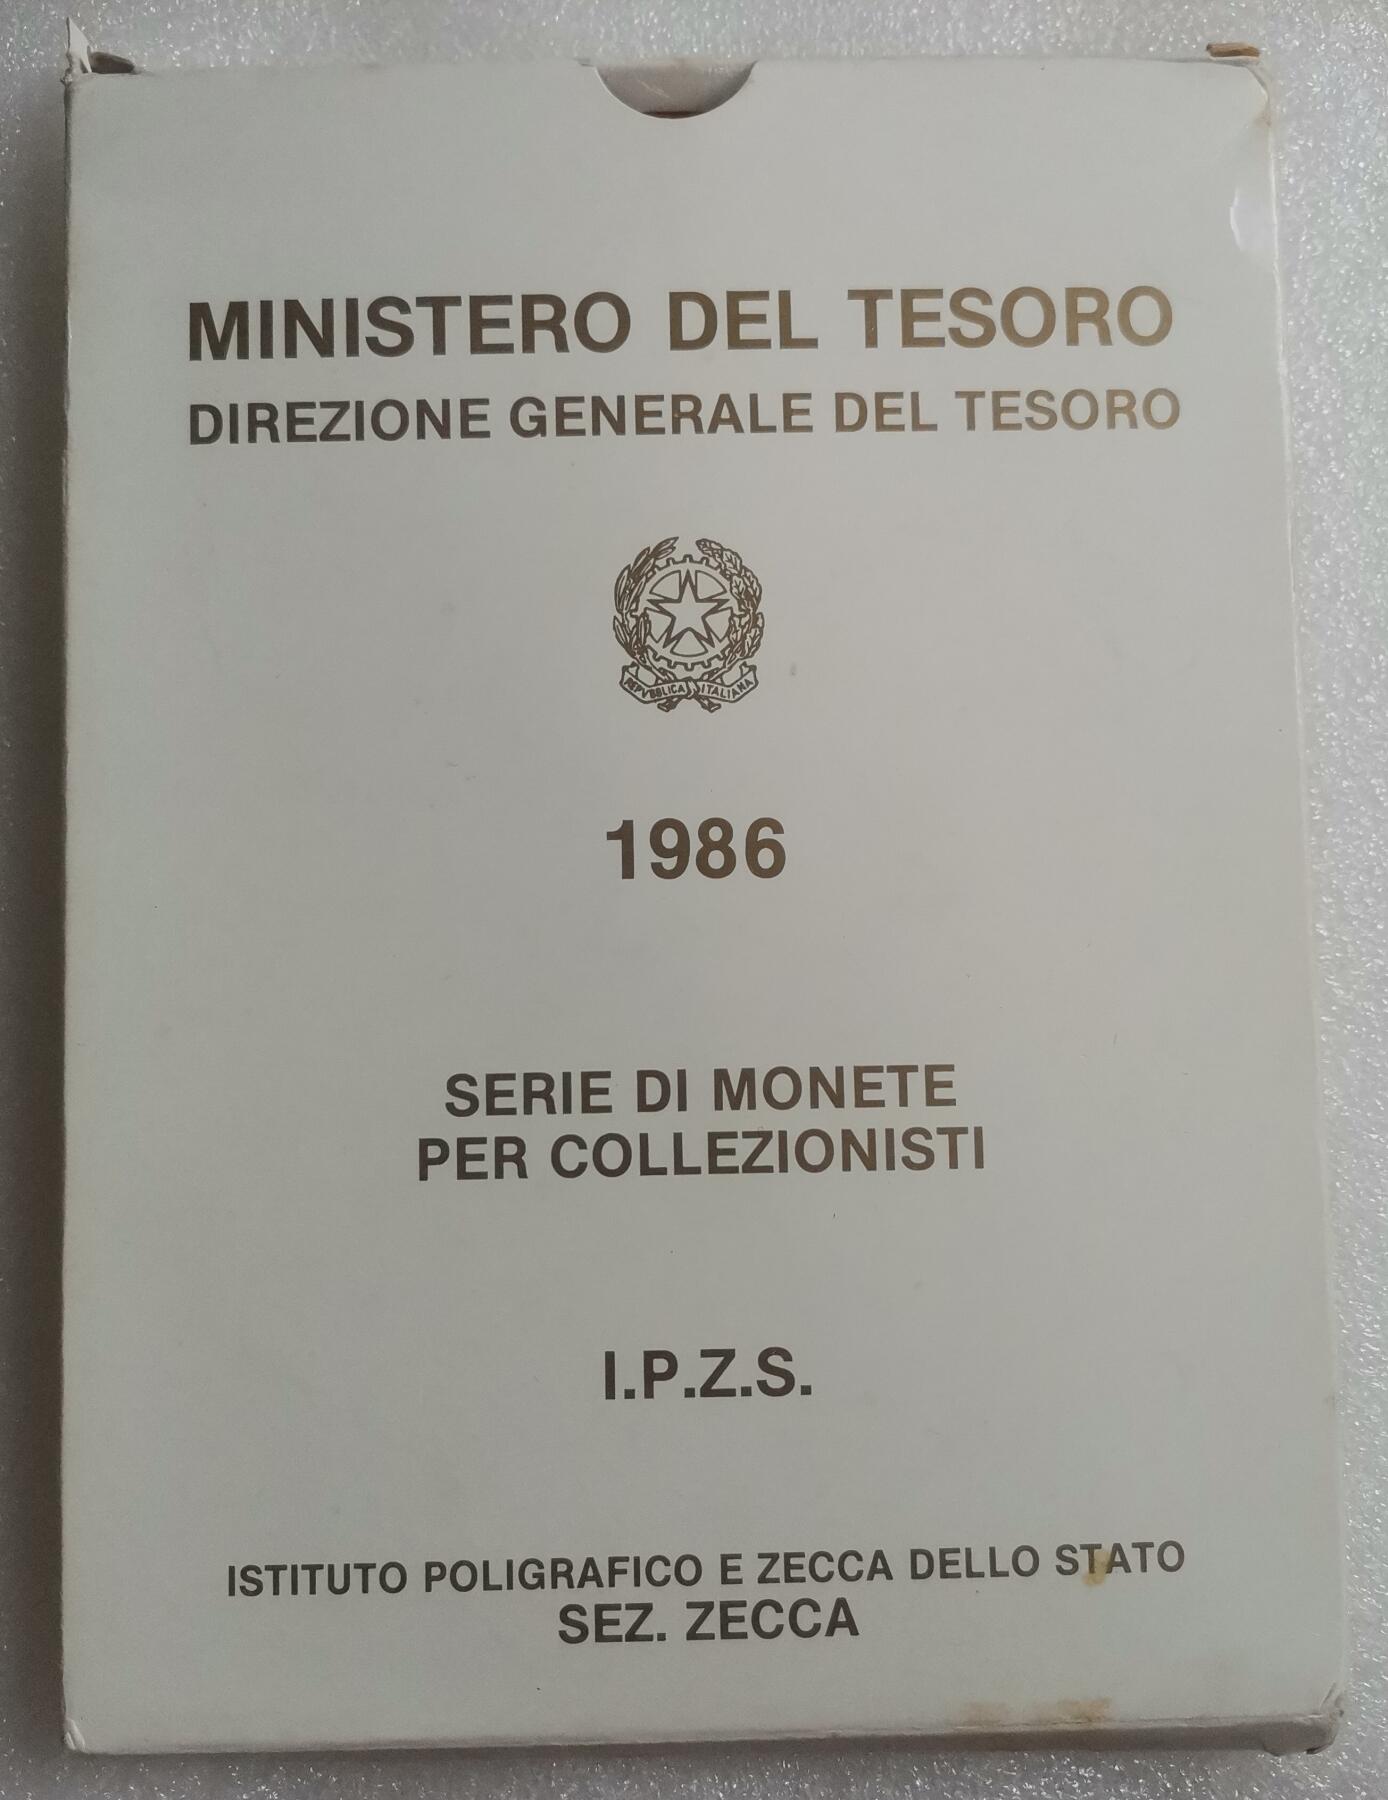 MINISTERO DEL TESORO
DIREZIONE GENERALE DEL TESORO
REPVBBLICA ITALIANA
1986
SERIE DI MONETE
PER COLLEZIONISTI
I.P.Z.S.
ISTITUTO POLIGRAFICO E ZECCA DELLO STATO
SEZ. ZECCA